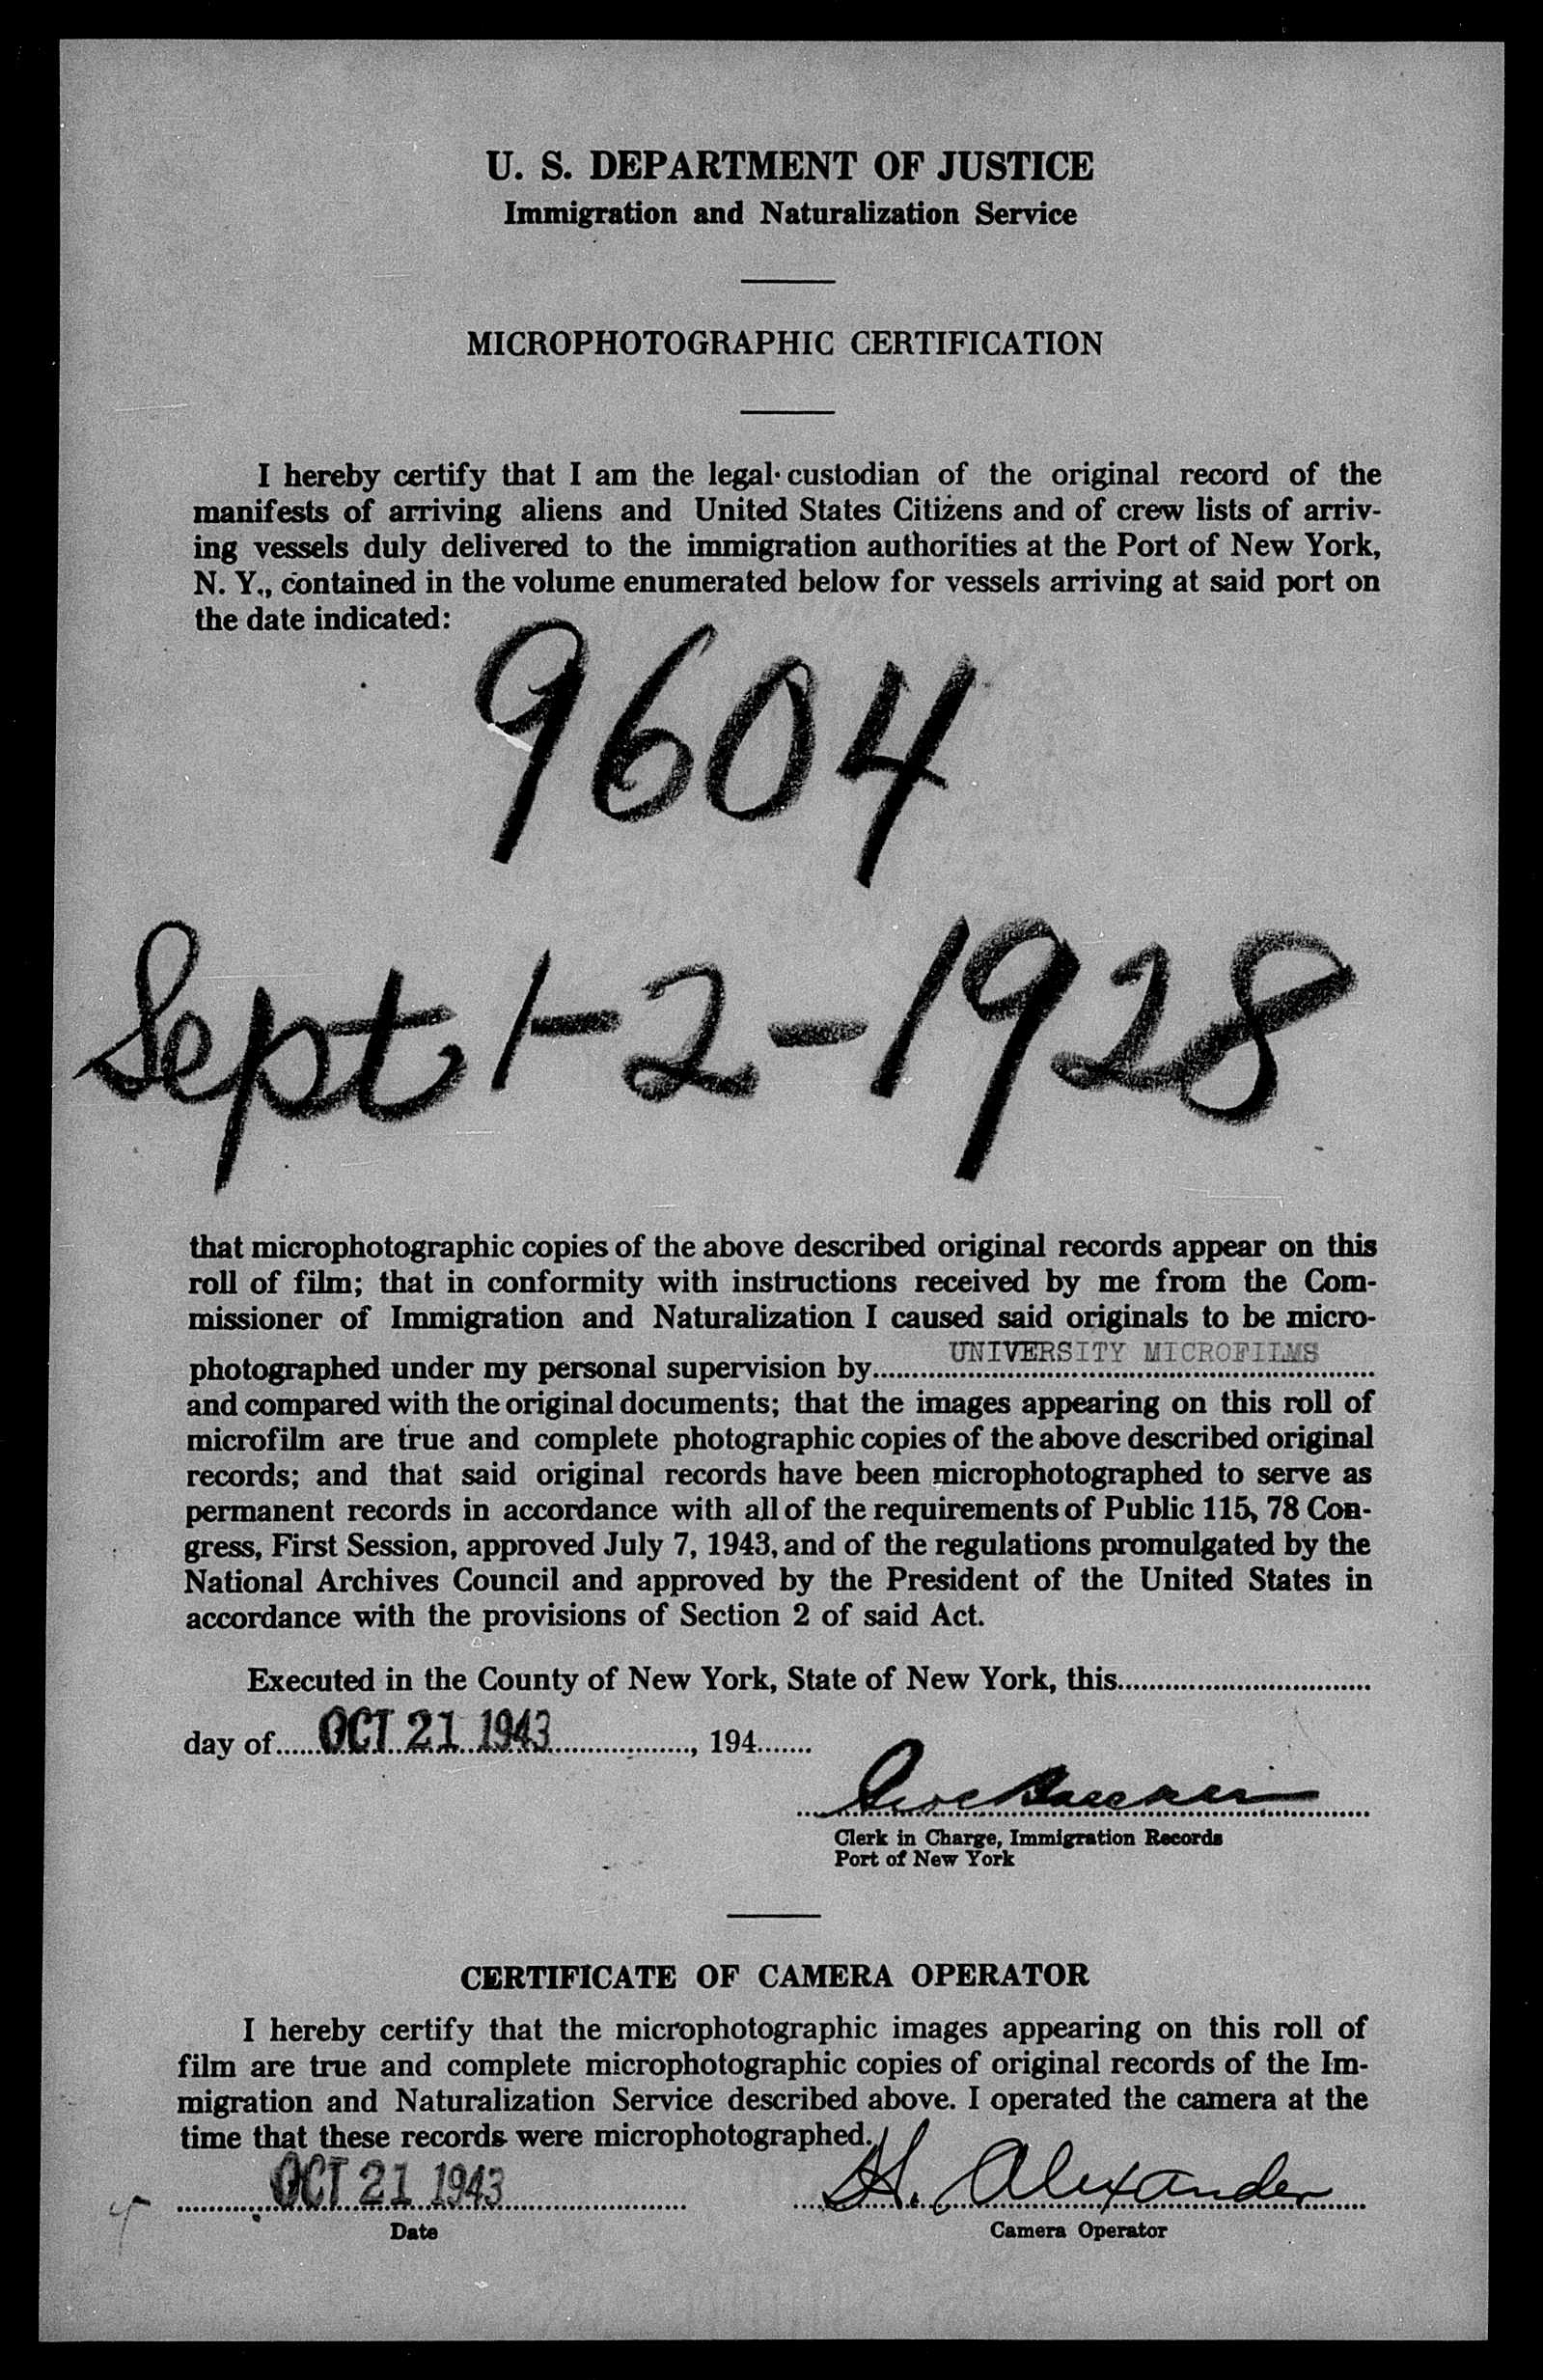 U. S. DEPARTMENT OF JUSTICE
Immigration and Naturalization Service
MICROPHOTOGRAPHIC CERTIFICATION
I hereby certify that I am the legal custodian of the original record of the
manifests of arriving aliens and United States Citizens and of crew lists of arriv-
ing vessels duly delivered to the immigration authorities at the Port of New York,
N. Y., contained in the volume enumerated below for vessels arriving at said port on
the date indicated:
9604
Sept 1-2-1928
that microphotographic copies of the above described original records appear on this
roll of film; that in conformity with instructions received by me from the Com-
missioner of Immigration and Naturalization I caused said originals to be micro-
photographed under my personal supervision by UNIVERSITY MICROFILMS
and compared with the original documents; that the images appearing on this roll of
microfilm are true and complete photographic copies of the above described original
records; and that said original records have been microphotographed to serve as
permanent records in accordance with all of the requirements of Public 115, 78 Con-
gress, First Session, approved July 7, 1943, and of the regulations promulgated by the
National Archives Council and approved by the President of the United States in
accordance with the provisions of Section 2 of said Act.
Executed in the County of New York, State of New York, this
day of OCT 21 1943, 194
Clerk in Charge, Immigration Records
Port of New York
CERTIFICATE OF CAMERA OPERATOR
I hereby certify that the microphotographic images appearing on this roll of
film are true and complete microphotographic copies of original records of the Im-
migration and Naturalization Service described above. I operated the camera at the
time that these records were microphotographed.
OCT 21 1943 H. Alexander
Date Camera Operator